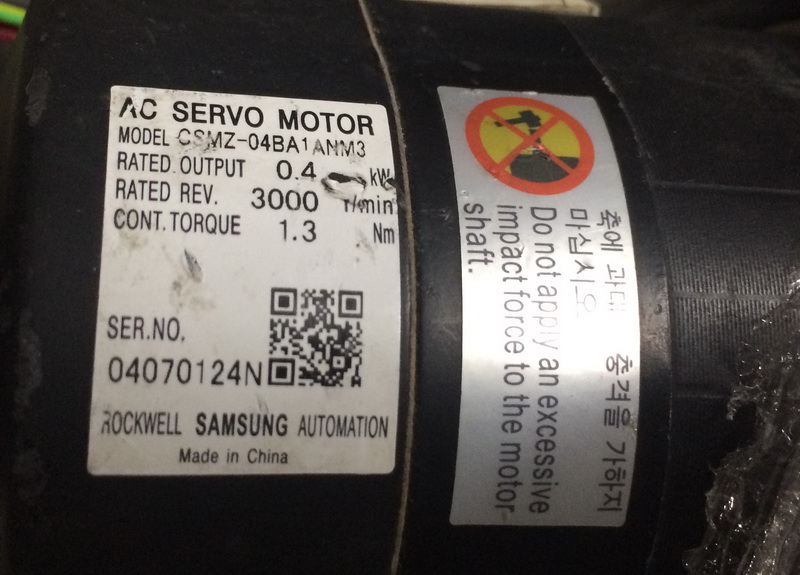 AC SERVO MOTOR
MODEL CSMZ-04BA1ANM3
RATED OUTPUT 0.4 kW
RATED REV. 3000 r/min
CONT. TORQUE 1.3 Nm
SER.NO.
04070124N
ROCKWELL SAMSUNG AUTOMATION
Made in China
축에 과대 충격을 가하지
마십시오
Do not apply an excessive
impact force to the motor
shaft.